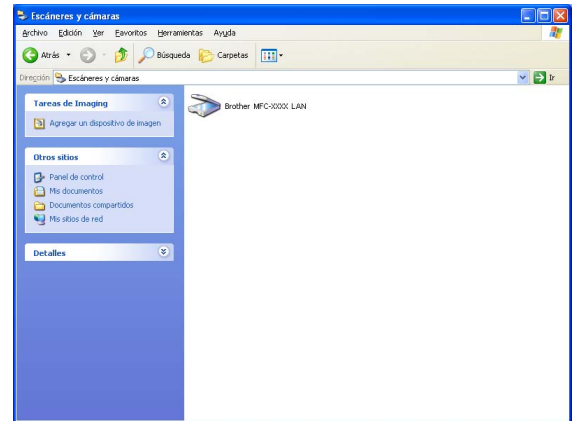 Escáneres y cámaras
Archivo Edición Ver Favoritos Herramientas Ayuda
Atrás Búsqueda Carpetas
Dirección Escáneres y cámaras Ir
Tareas de Imaging
Agregar un dispositivo de imagen
Otros sitios
Panel de control
Mis documentos
Documentos compartidos
Mis sitios de red
Detalles
Brother MFC-XXXX LAN